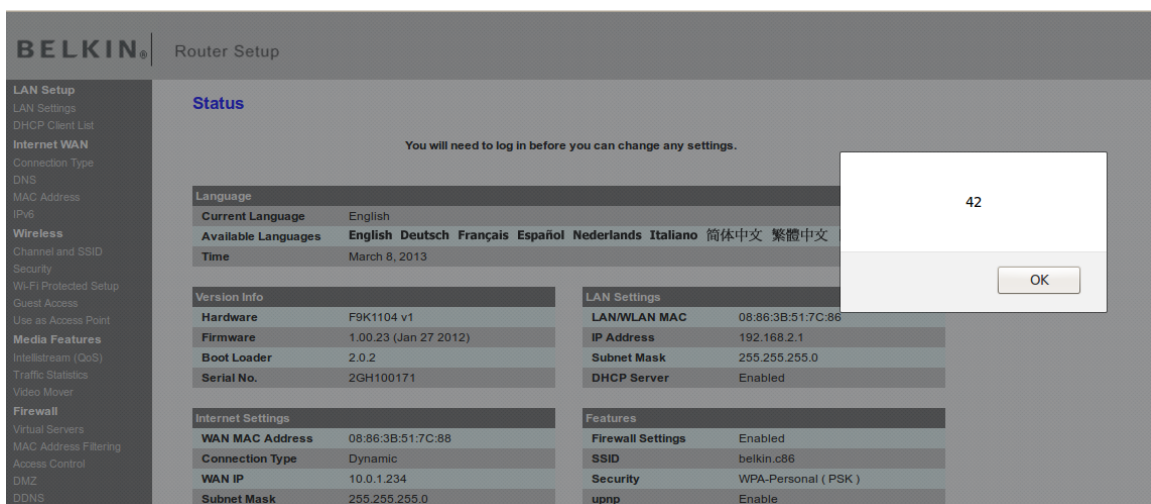 BELKIN® Router Setup
LAN Setup
LAN Settings
DHCP Client List
Internet WAN
Connection Type
DNS
MAC Address
IPv6
Wireless
Channel and SSID
Security
Wi-Fi Protected Setup
Guest Access
Use as Access Point
Media Features
Intellistream (QoS)
Traffic Statistics
Video Mover
Firewall
Virtual Servers
MAC Address Filtering
Access Control
DMZ
DDNS
Status
You will need to log in before you can change any settings.
Language
Current Language English
Available Languages English Deutsch Français Español Nederlands Italiano 简体中文 繁體中文
Time March 8, 2013
Version Info
Hardware F9K1104 v1
Firmware 1.00.23 (Jan 27 2012)
Boot Loader 2.0.2
Serial No. 2GH100171
LAN Settings
LAN/WLAN MAC 08:86:3B:51:7C:86
IP Address 192.168.2.1
Subnet Mask 255.255.255.0
DHCP Server Enabled
Internet Settings
WAN MAC Address 08:86:3B:51:7C:88
Connection Type Dynamic
WAN IP 10.0.1.234
Subnet Mask 255.255.255.0
Features
Firewall Settings Enabled
SSID belkin.c86
Security WPA-Personal ( PSK )
upnp Enable
42
OK